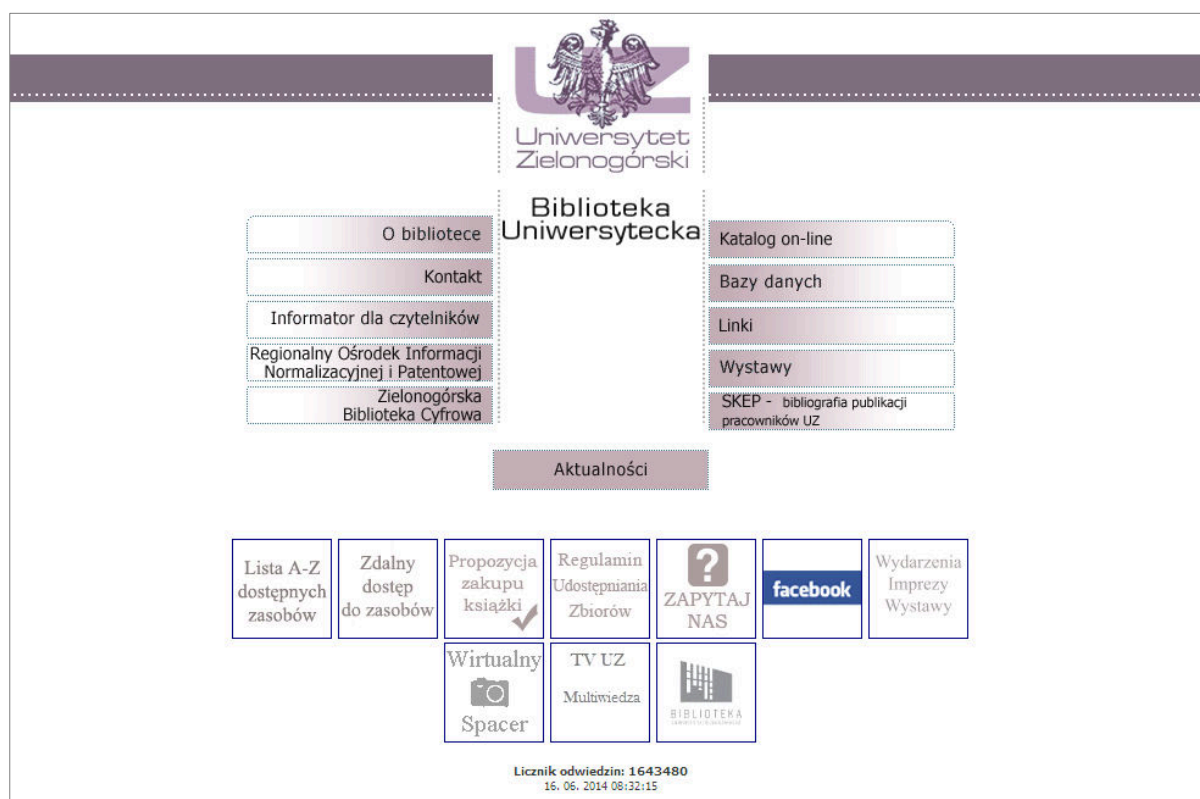 UZ
Uniwersytet
Zielonogórski
Biblioteka
Uniwersytecka
O bibliotece
Kontakt
Informator dla czytelników
Regionalny Ośrodek Informacji
Normalizacyjnej i Patentowej
Zielonogórska
Biblioteka Cyfrowa
Katalog on-line
Bazy danych
Linki
Wystawy
SKEP - bibliografia publikacji
pracowników UZ
Aktualności
Lista A-Z
dostępnych
zasobów
Zdalny
dostęp
do zasobów
Propozycja
zakupu
książki
Regulamin
Udostępniania
Zbiorów
?
ZAPYTAJ
NAS
facebook
Wydarzenia
Imprezy
Wystawy
Wirtualny
Spacer
TV UZ
Multiwiedza
BIBLIOTEKA
Licznik odwiedzin: 1643480
16. 06. 2014 08:32:15